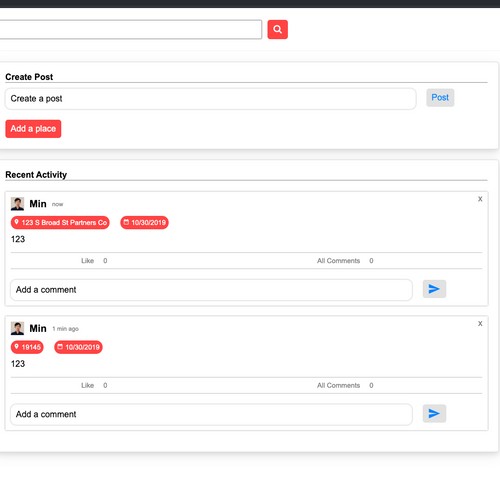 Create Post
Create a post
Post
Add a place
Recent Activity
Min now
x
123 S Broad St Partners Co 10/30/2019
123
Like 0 All Comments 0
Add a comment
Min 1 min ago
x
19145 10/30/2019
123
Like 0 All Comments 0
Add a comment